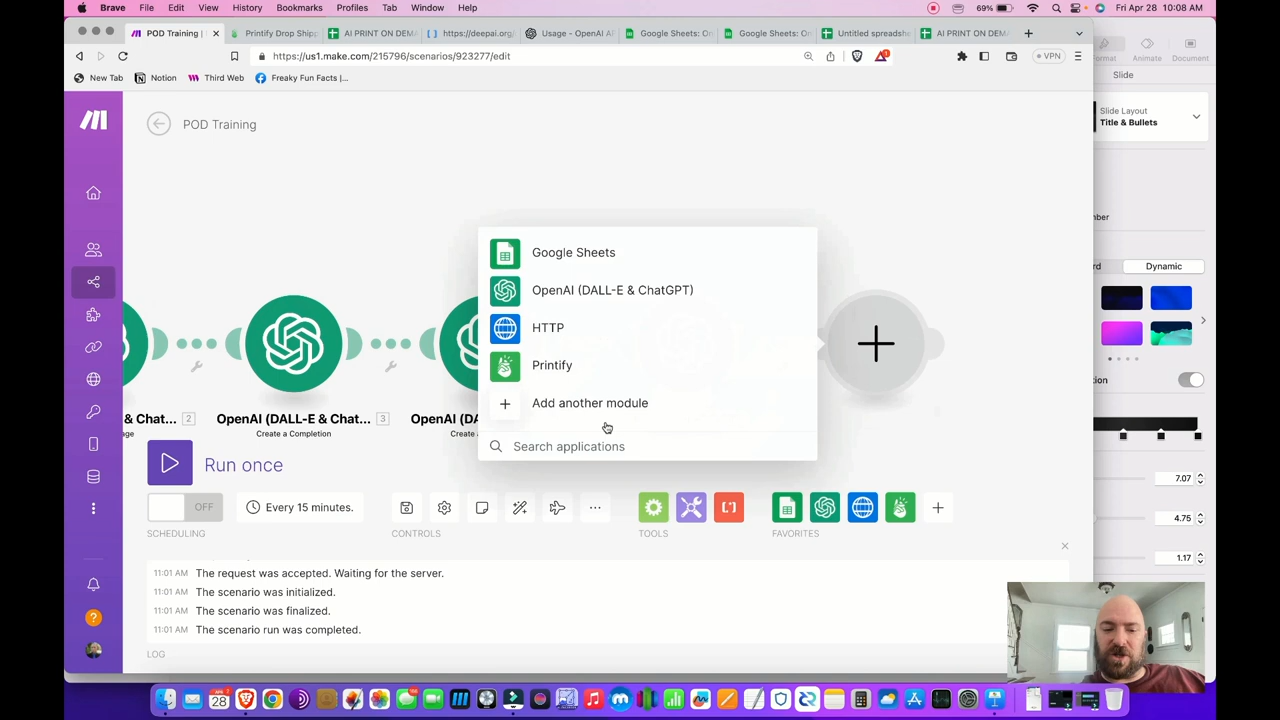 Brave File Edit View History Bookmarks Profiles Tab Window Help
69% Fri Apr 28 10:08 AM
POD Training | Printify Drop Shipp AI PRINT ON DEMA https://deepai.org/ Usage - OpenAI AF Google Sheets: On Google Sheets: On Untitled spreadshe AI PRINT ON DEMA
https://us1.make.com/215796/scenarios/923277/edit
VPN
New Tab Notion Third Web Freaky Fun Facts |...
Animate Document
Slide
Slide Layout
Title & Bullets
POD Training
Google Sheets
OpenAI (DALL-E & ChatGPT)
HTTP
Printify
Add another module
Search applications
Dynamic
& Chat... 2 OpenAI (DALL-E & Chat... 3 OpenAI (DA
Create a Completion Create a
Run once
OFF Every 15 minutes.
SCHEDULING CONTROLS TOOLS FAVORITES
7.07
4.75
1.17
11:01 AM The request was accepted. Waiting for the server.
11:01 AM The scenario was initialized.
11:01 AM The scenario was finalized.
11:01 AM The scenario run was completed.
LOG